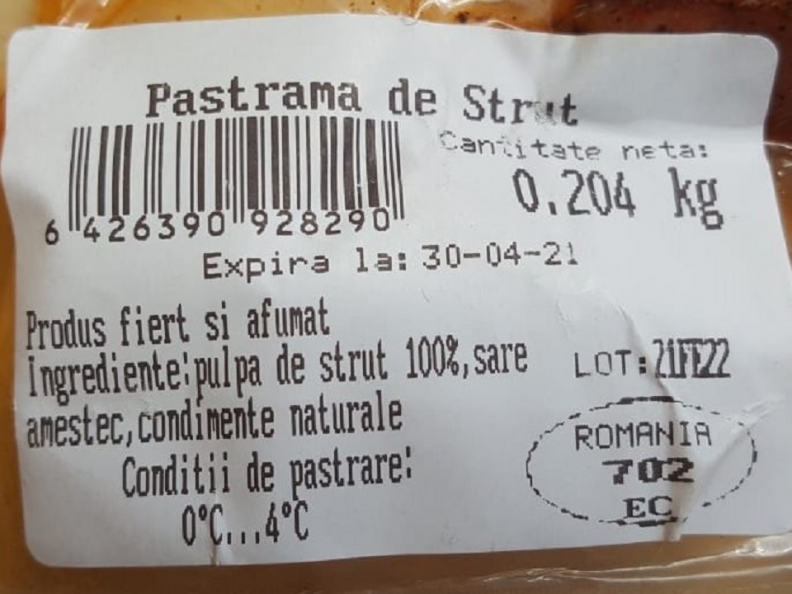 Pastrama de Strut
Cantitate neta:
0.204 kg
6 426390 928290
Expira la: 30-04-21
Produs fiert si afumat
Ingrediente:pulpa de strut 100%,sare
amestec,condimente naturale
Conditii de pastrare:
0°C...4°C
LOT:21FE22
ROMANIA
702
EC